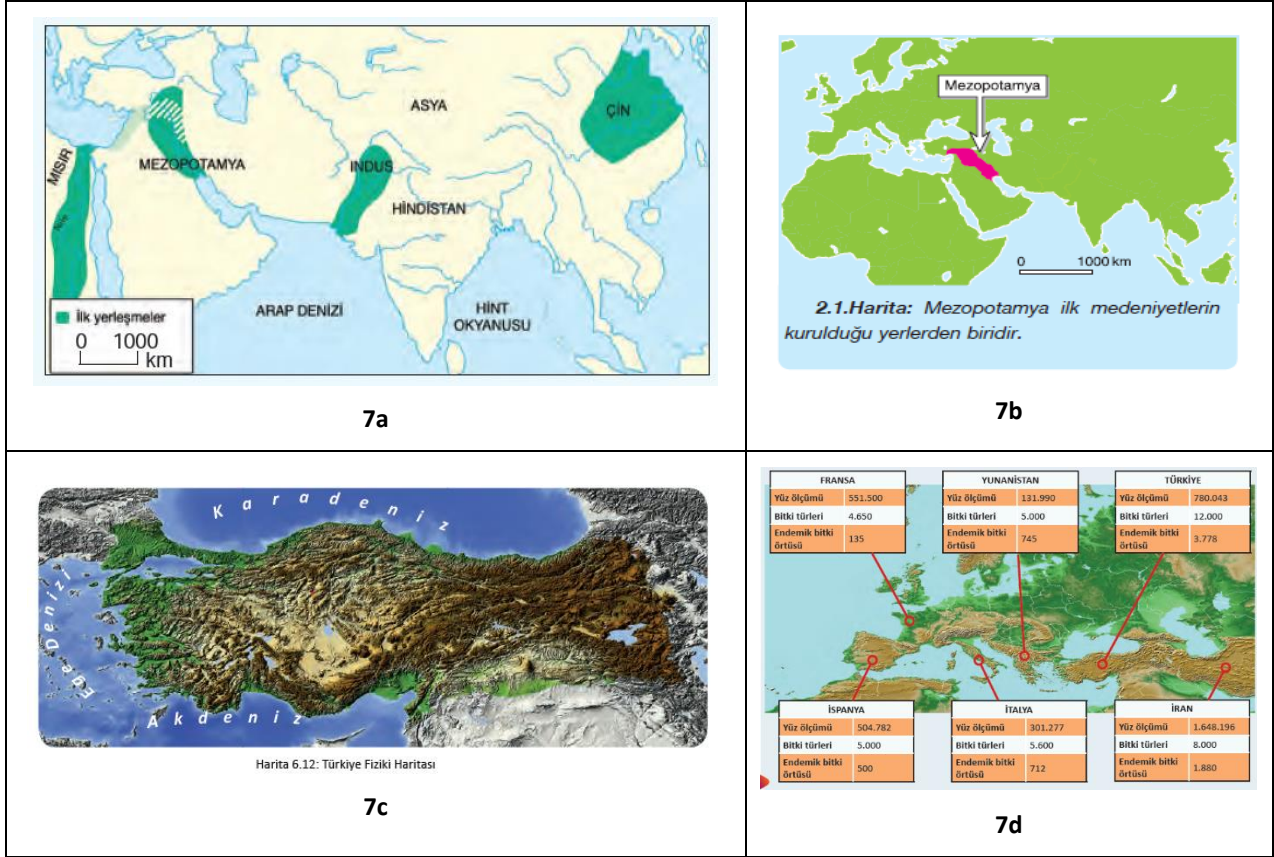 ASYA
ÇİN
MISIR
Nil
MEZOPOTAMYA
INDUS
HİNDİSTAN
ARAP DENİZİ
HİNT
OKYANUSU
İlk yerleşmeler
0 1000
km
7a
Mezopotamya
0 1000 km
2.1.Harita: Mezopotamya ilk medeniyetlerin
kurulduğu yerlerden biridir.
7b
Karadeniz
Ege Denizi
Akdeniz
Harita 6.12: Türkiye Fiziki Haritası
7c
FRANSA
Yüz ölçümü 551.500
Bitki türleri 4.650
Endemik bitki
örtüsü 135
YUNANİSTAN
Yüz ölçümü 131.990
Bitki türleri 5.000
Endemik bitki
örtüsü 745
TÜRKİYE
Yüz ölçümü 780.043
Bitki türleri 12.000
Endemik bitki
örtüsü 3.778
İSPANYA
Yüz ölçümü 504.782
Bitki türleri 5.000
Endemik bitki
örtüsü 500
İTALYA
Yüz ölçümü 301.277
Bitki türleri 5.600
Endemik bitki
örtüsü 712
İRAN
Yüz ölçümü 1.648.196
Bitki türleri 8.000
Endemik bitki
örtüsü 1.880
7d